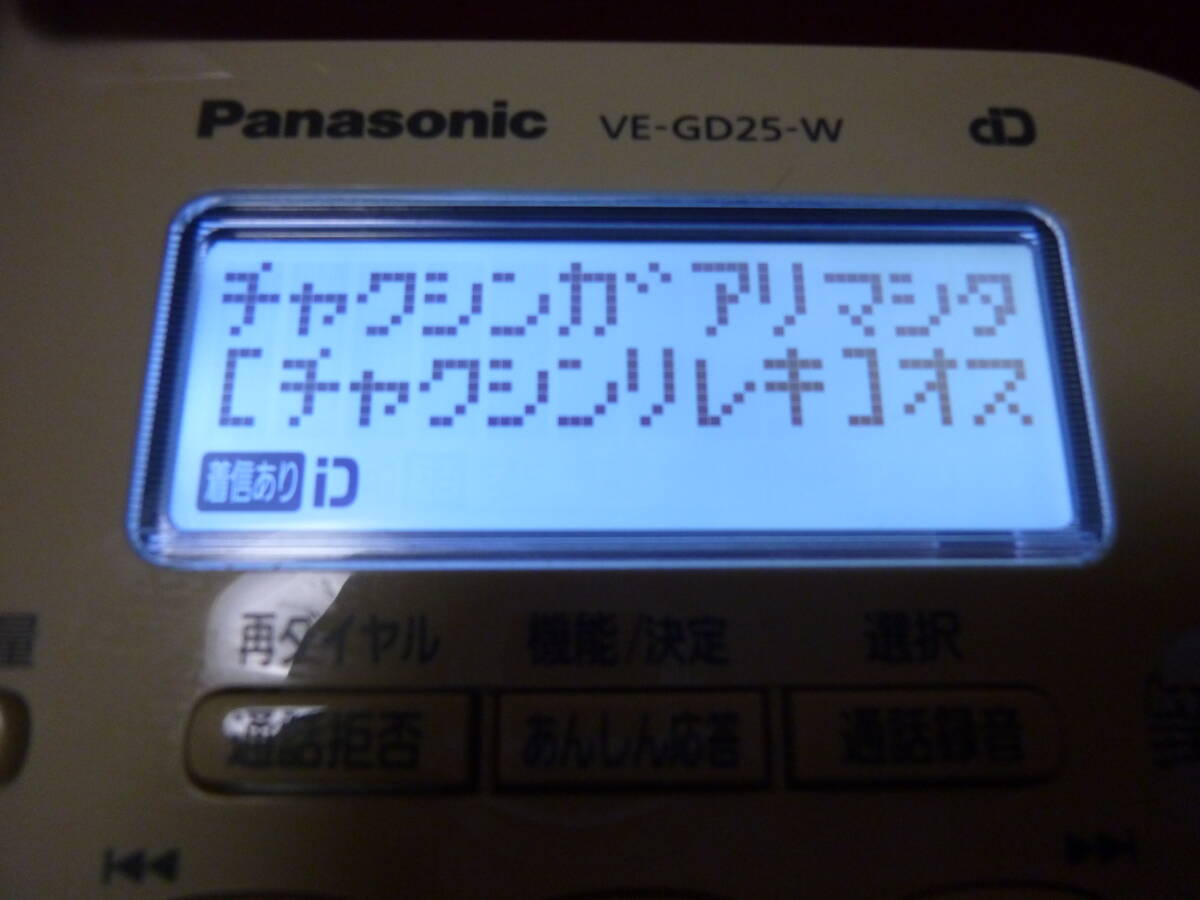 Panasonic VE-GD25-W
チャクシンガ アリマシタ
[チャクシンリレキ]オス
着信あり
再ダイヤル 機能/決定 選択
通話拒否 あんしん応答 通話録音